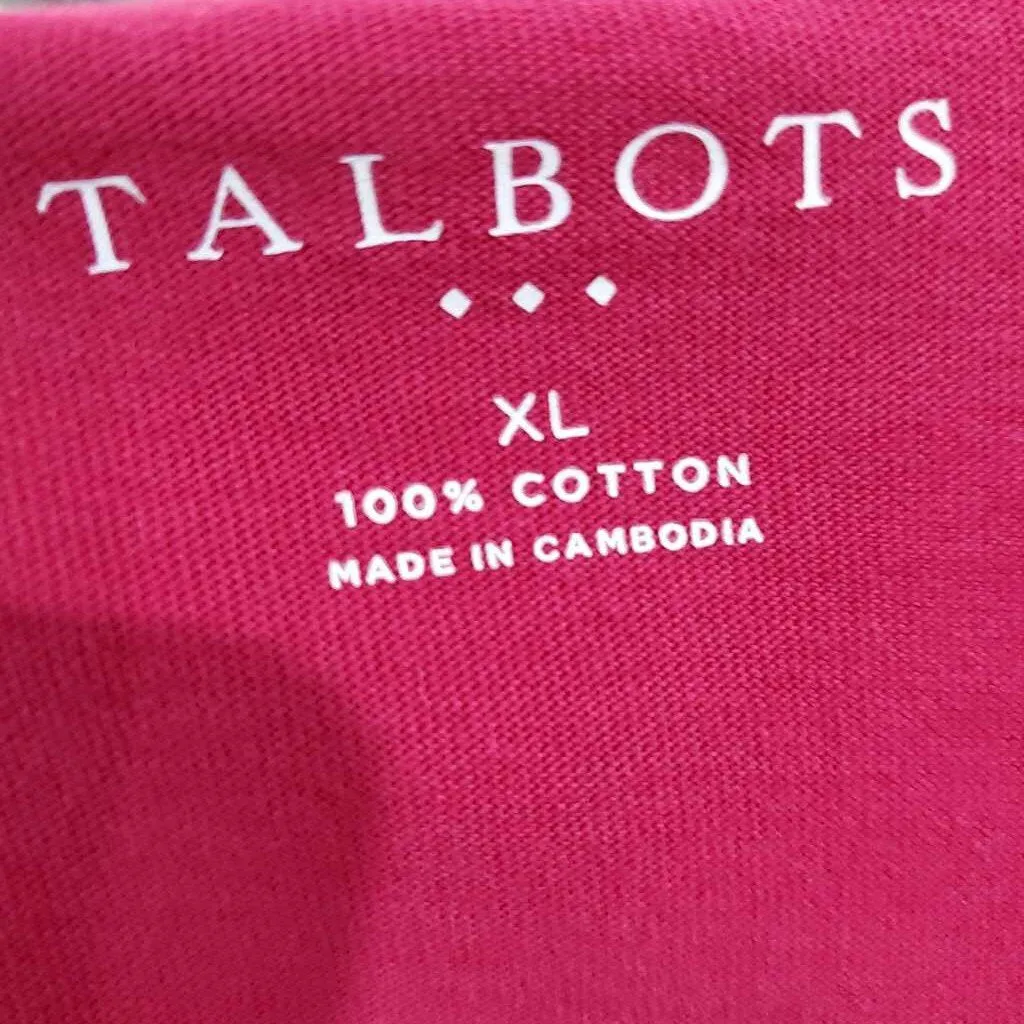 TALBOTS
XL
100% COTTON
MADE IN CAMBODIA